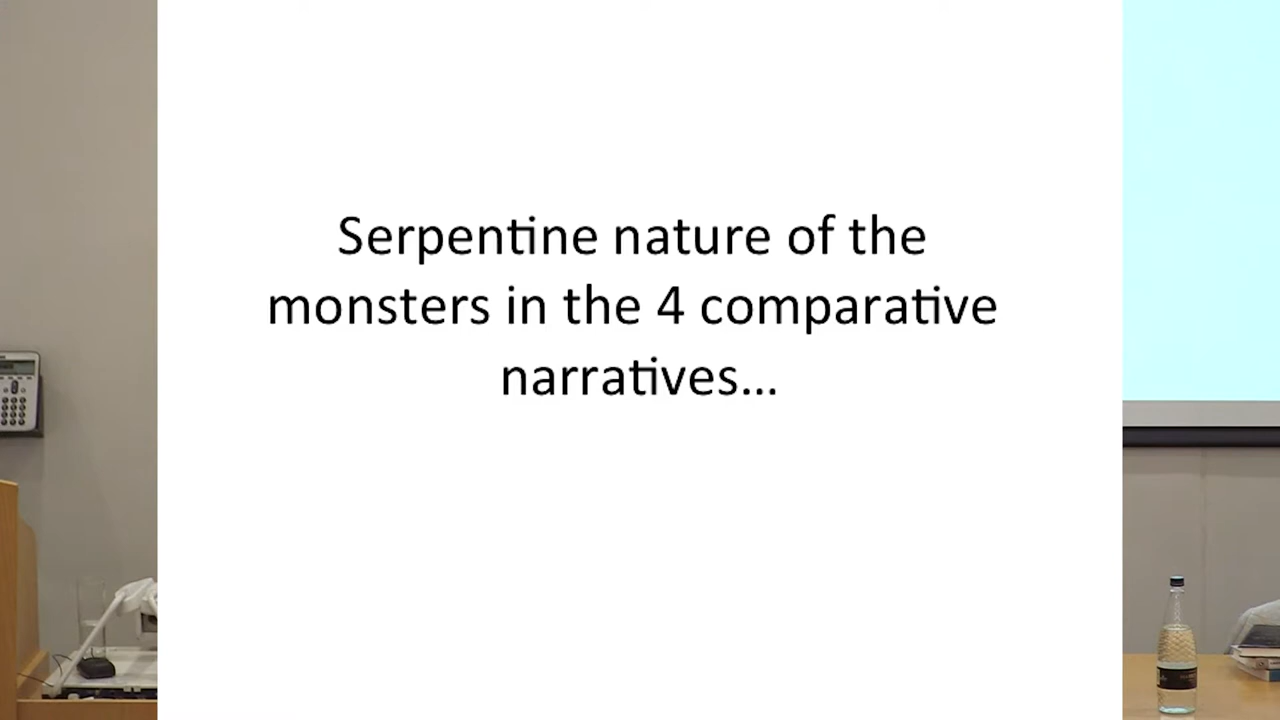 Serpentine nature of the
monsters in the 4 comparative
narratives...